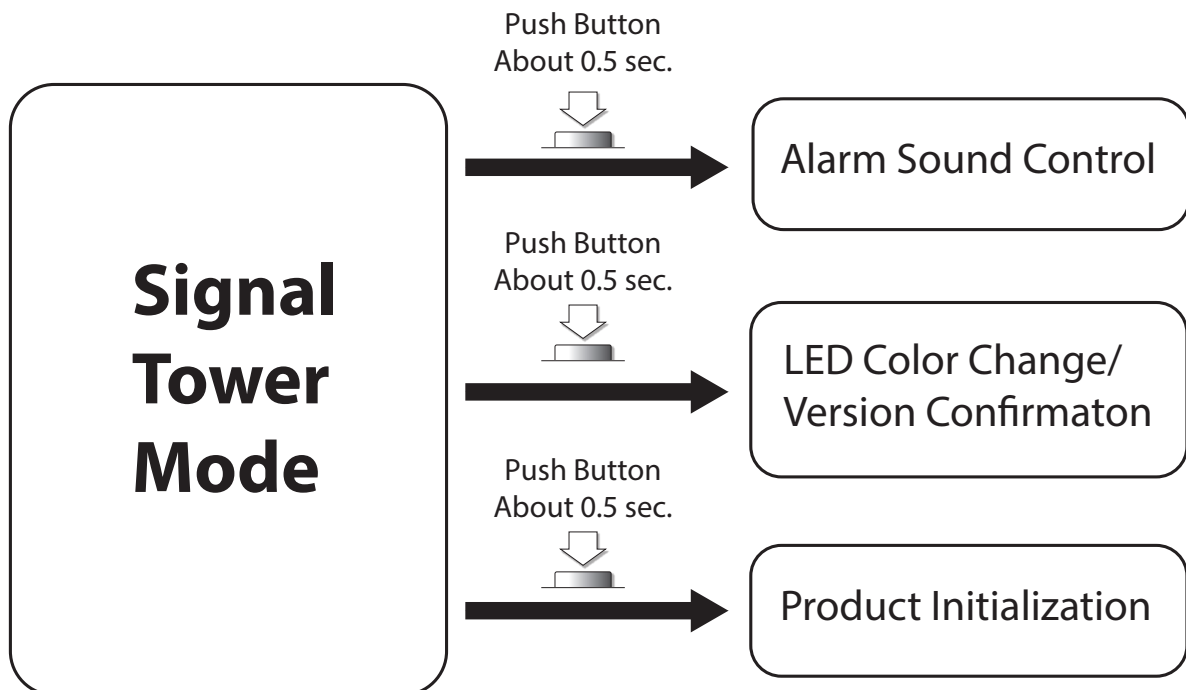 Push Button
About 0.5 sec.
Alarm Sound Control
Signal
Tower
Mode
Push Button
About 0.5 sec.
LED Color Change/
Version Confirmaton
Push Button
About 0.5 sec.
Product Initialization